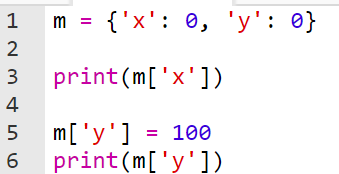 1 m = {'x': 0, 'y': 0}
2
3 print(m['x'])
4
5 m['y'] = 100
6 print(m['y'])